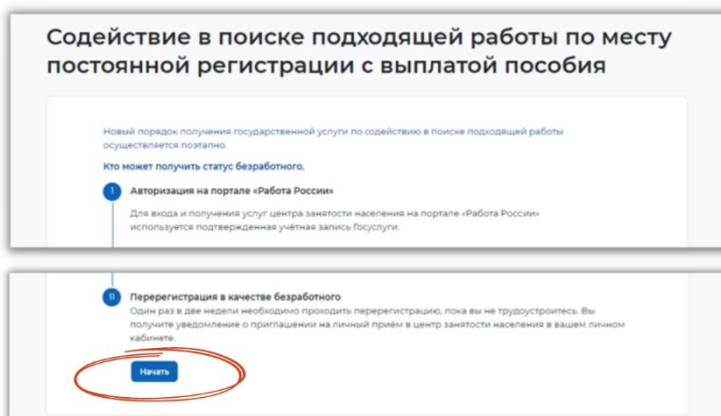 Содействие в поиске подходящей работы по месту
постоянной регистрации с выплатой пособия
Новый порядок получения государственной услуги по содействию в поиске подходящей работы
осуществляется поэтапно.
Кто может получить статус безработного.
1 Авторизация на портале «Работа России»
Для входа и получения услуг центра занятости населения на портале «Работа России»
используется подтвержденная учётная запись Госуслуги.
11 Перерегистрация в качестве безработного
Один раз в две недели необходимо проходить перерегистрацию, пока вы не трудоустроитесь. Вы
получите уведомление о приглашении на личный приём в центр занятости населения в вашем личном
кабинете.
Начать